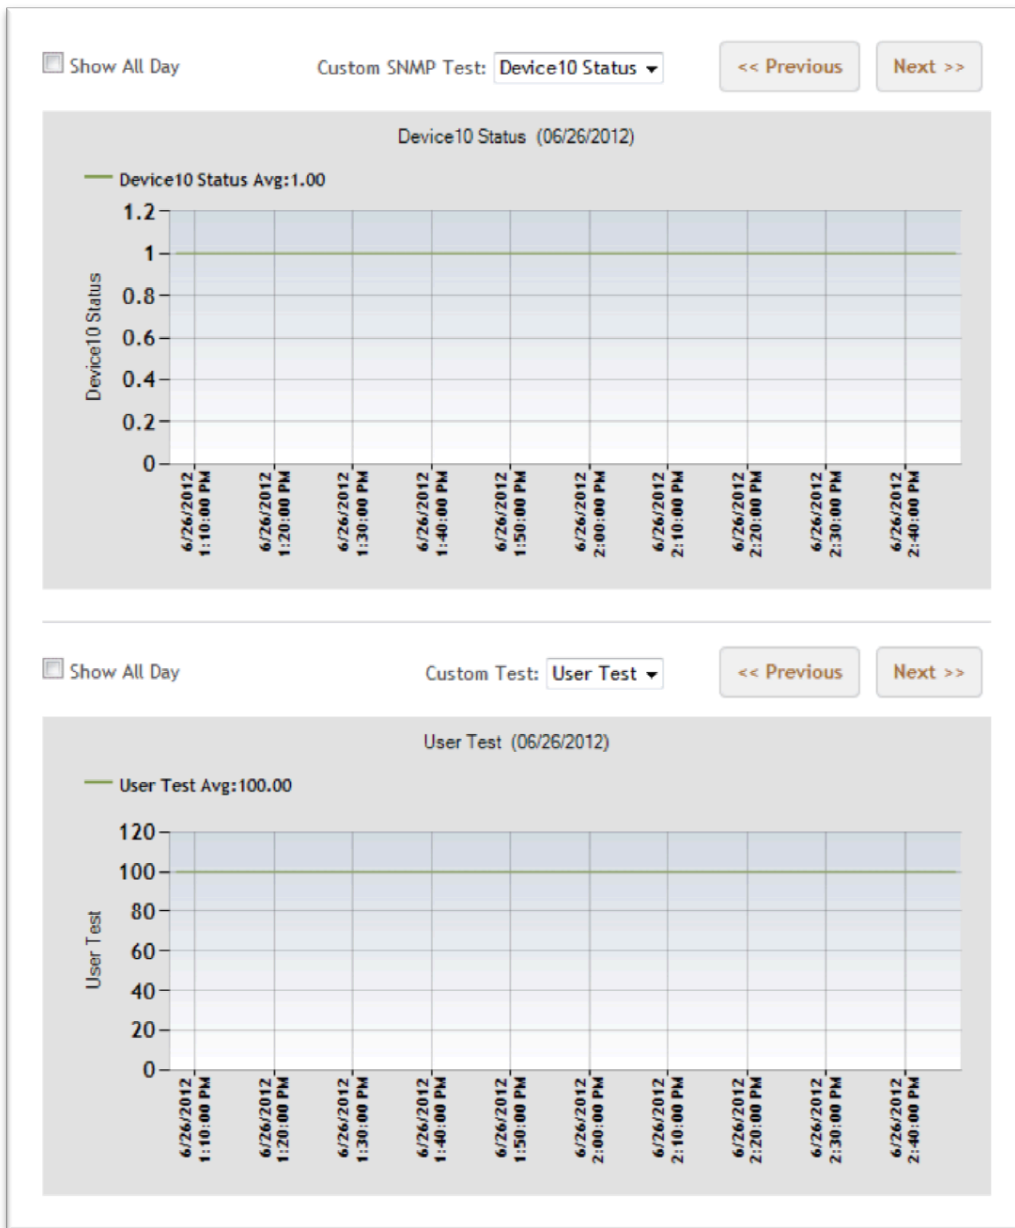 Show All Day Custom SNMP Test: Device10 Status << Previous Next >>
Device10 Status (06/26/2012)
Device10 Status Avg:1.00
1.2
1
0.8
0.6
0.4
0.2
0
Device10 Status
6/26/2012 1:10:00 PM
6/26/2012 1:20:00 PM
6/26/2012 1:30:00 PM
6/26/2012 1:40:00 PM
6/26/2012 1:50:00 PM
6/26/2012 2:00:00 PM
6/26/2012 2:10:00 PM
6/26/2012 2:20:00 PM
6/26/2012 2:30:00 PM
6/26/2012 2:40:00 PM
Show All Day Custom Test: User Test << Previous Next >>
User Test (06/26/2012)
User Test Avg:100.00
120
100
80
60
40
20
0
User Test
6/26/2012 1:10:00 PM
6/26/2012 1:20:00 PM
6/26/2012 1:30:00 PM
6/26/2012 1:40:00 PM
6/26/2012 1:50:00 PM
6/26/2012 2:00:00 PM
6/26/2012 2:10:00 PM
6/26/2012 2:20:00 PM
6/26/2012 2:30:00 PM
6/26/2012 2:40:00 PM